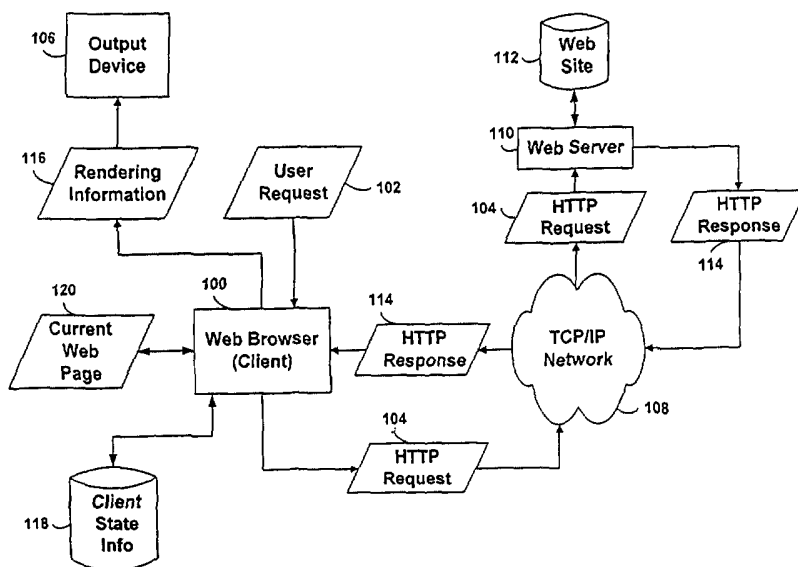 106
Output
Device
112
Web
Site
116
Rendering
Information
User
Request
102
110
Web Server
104
HTTP
Request
HTTP
Response
114
120
Current
Web
Page
100
Web Browser
(Client)
114
HTTP
Response
TCP/IP
Network
108
104
HTTP
Request
118
Client
State
Info